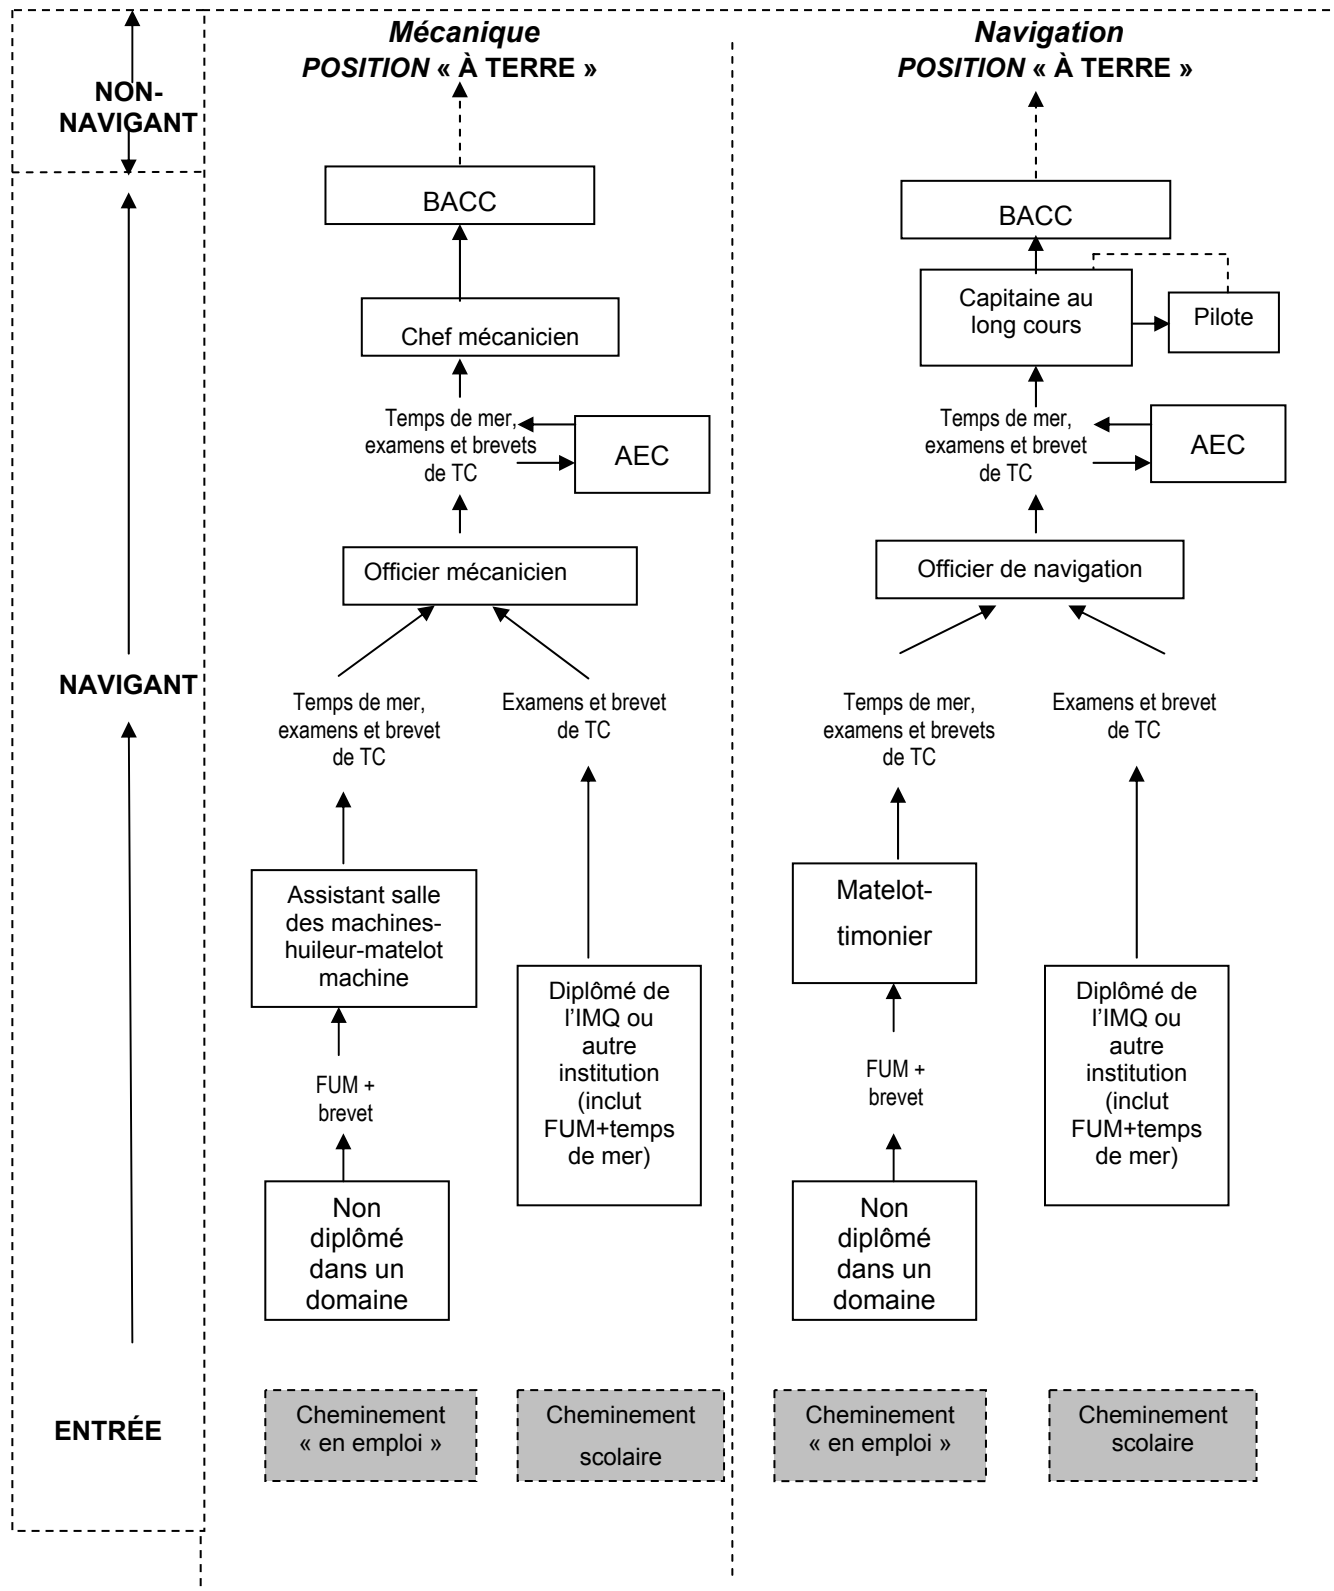 NON-
NAVIGANT
NAVIGANT
ENTRÉE
Mécanique
POSITION « À TERRE »
BACC
Chef mécanicien
Temps de mer,
examens et brevets
de TC
AEC
Officier mécanicien
Temps de mer,
examens et brevet
de TC
Examens et brevet
de TC
Assistant salle
des machines-
huileur-matelot
machine
Diplômé de
l'IMQ ou
autre
institution
(inclut
FUM+temps
de mer)
FUM +
brevet
Non
diplômé
dans un
domaine
Cheminement
« en emploi »
Cheminement
scolaire
Navigation
POSITION « À TERRE »
BACC
Capitaine au
long cours
Pilote
Temps de mer,
examens et brevet
de TC
AEC
Officier de navigation
Temps de mer,
examens et brevets
de TC
Examens et brevet
de TC
Matelot-
timonier
Diplômé de
l'IMQ ou
autre
institution
(inclut
FUM+temps
de mer)
FUM +
brevet
Non
diplômé
dans un
domaine
Cheminement
« en emploi »
Cheminement
scolaire